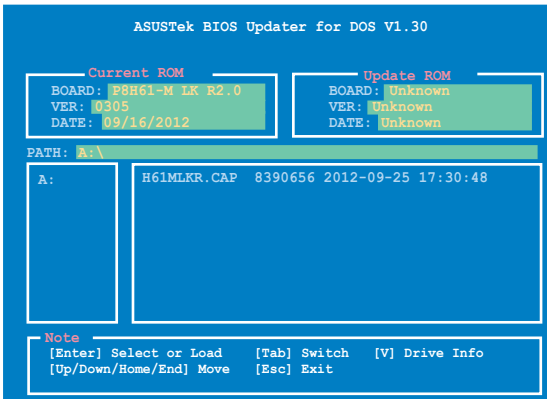 ASUSTek BIOS Updater for DOS V1.30
Current ROM
BOARD: P8H61-M LK R2.0
VER: 0305
DATE: 09/16/2012
Update ROM
BOARD: Unknown
VER: Unknown
DATE: Unknown
PATH: A:\
A:
H61MLKR.CAP 8390656 2012-09-25 17:30:48
Note
[Enter] Select or Load [Tab] Switch [V] Drive Info
[Up/Down/Home/End] Move [Esc] Exit